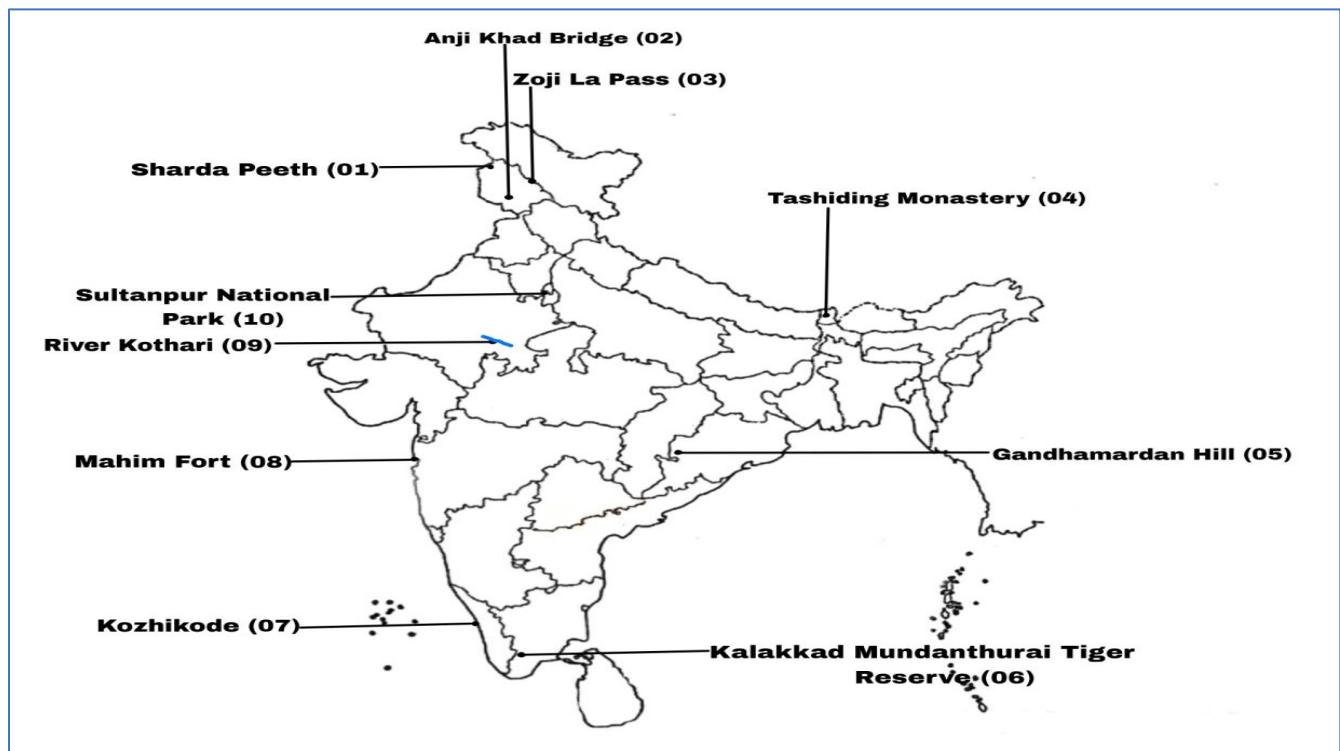 Anji Khad Bridge (02)
Zoji La Pass (03)
Sharda Peeth (01)
Tashiding Monastery (04)
Sultanpur National
Park (10)
River Kothari (09)
Mahim Fort (08)
Gandhamardan Hill (05)
Kozhikode (07)
Kalakkad Mundanthurai Tiger
Reserve (06)